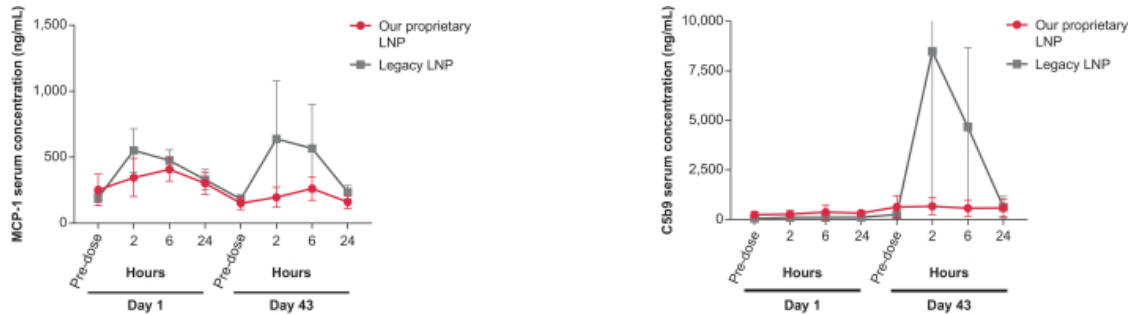 MCP-1 serum concentration (ng/mL)
1,500
1,000
500
0
Our proprietary
LNP
Legacy LNP
Pre-dose
2
6
24
Pre-dose
2
6
24
Hours
Hours
Day 1
Day 43
C5b9 serum concentration (ng/mL)
10,000
7,500
5,000
2,500
0
Our proprietary
LNP
Legacy LNP
Pre-dose
2
6
24
Pre-dose
2
6
24
Hours
Hours
Day 1
Day 43